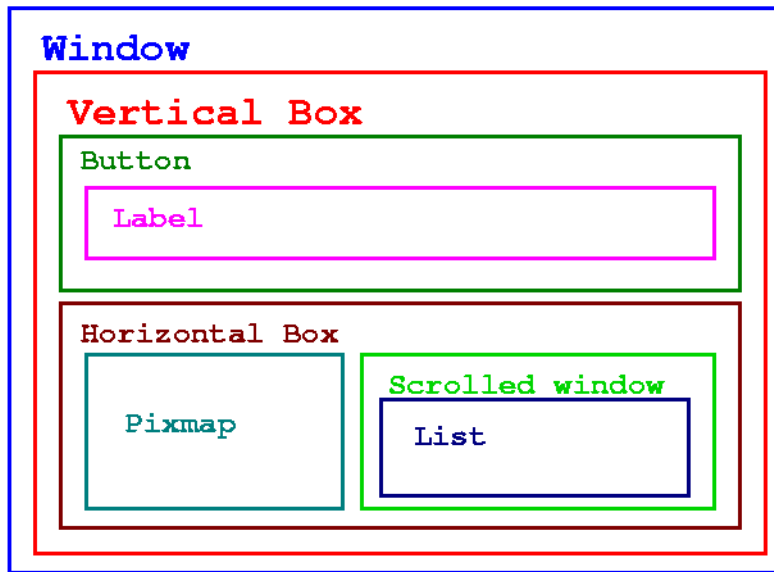 Window
Vertical Box
Button
Label
Horizontal Box
Scrolled window
Pixmap
List